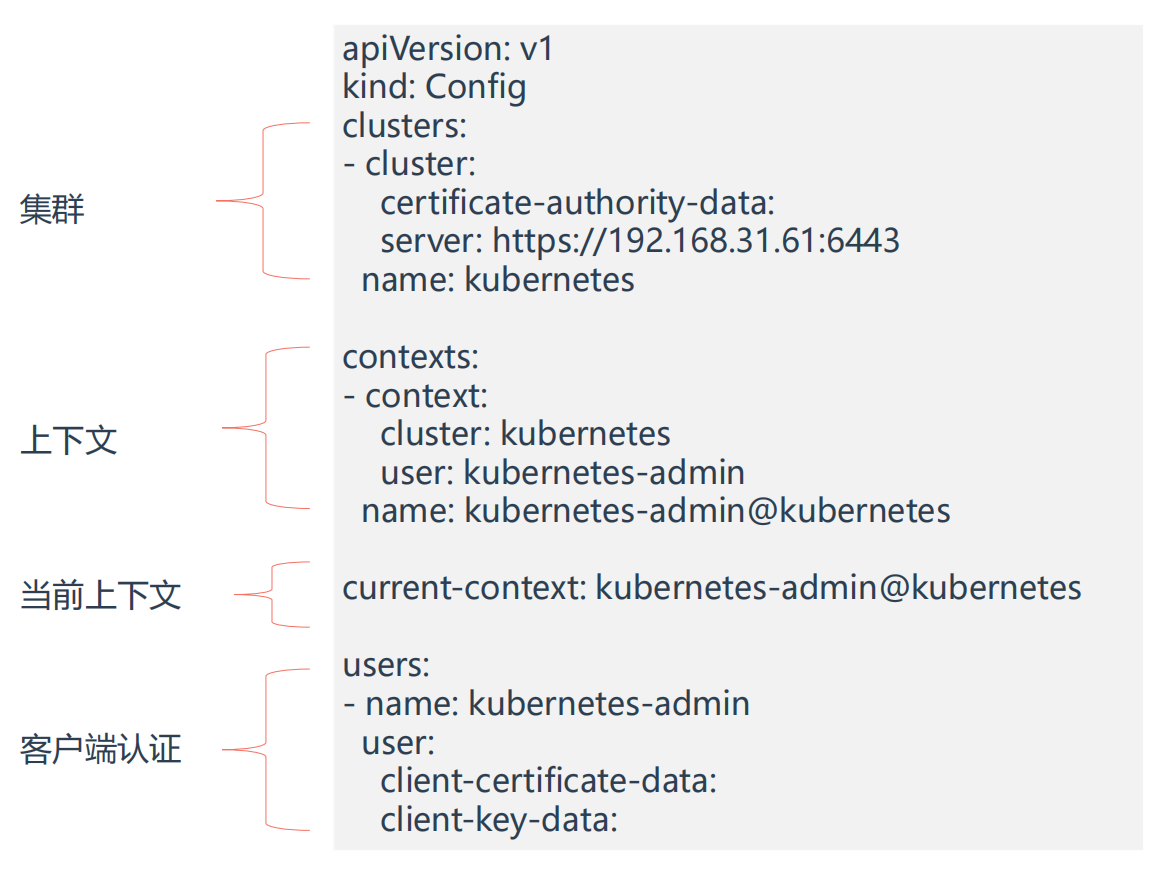 apiVersion: v1
kind: Config
clusters:
- cluster:
    certificate-authority-data:
    server: https://192.168.31.61:6443
  name: kubernetes
集群
contexts:
- context:
    cluster: kubernetes
    user: kubernetes-admin
  name: kubernetes-admin@kubernetes
上下文
current-context: kubernetes-admin@kubernetes
当前上下文
users:
- name: kubernetes-admin
  user:
    client-certificate-data:
    client-key-data:
客户端认证